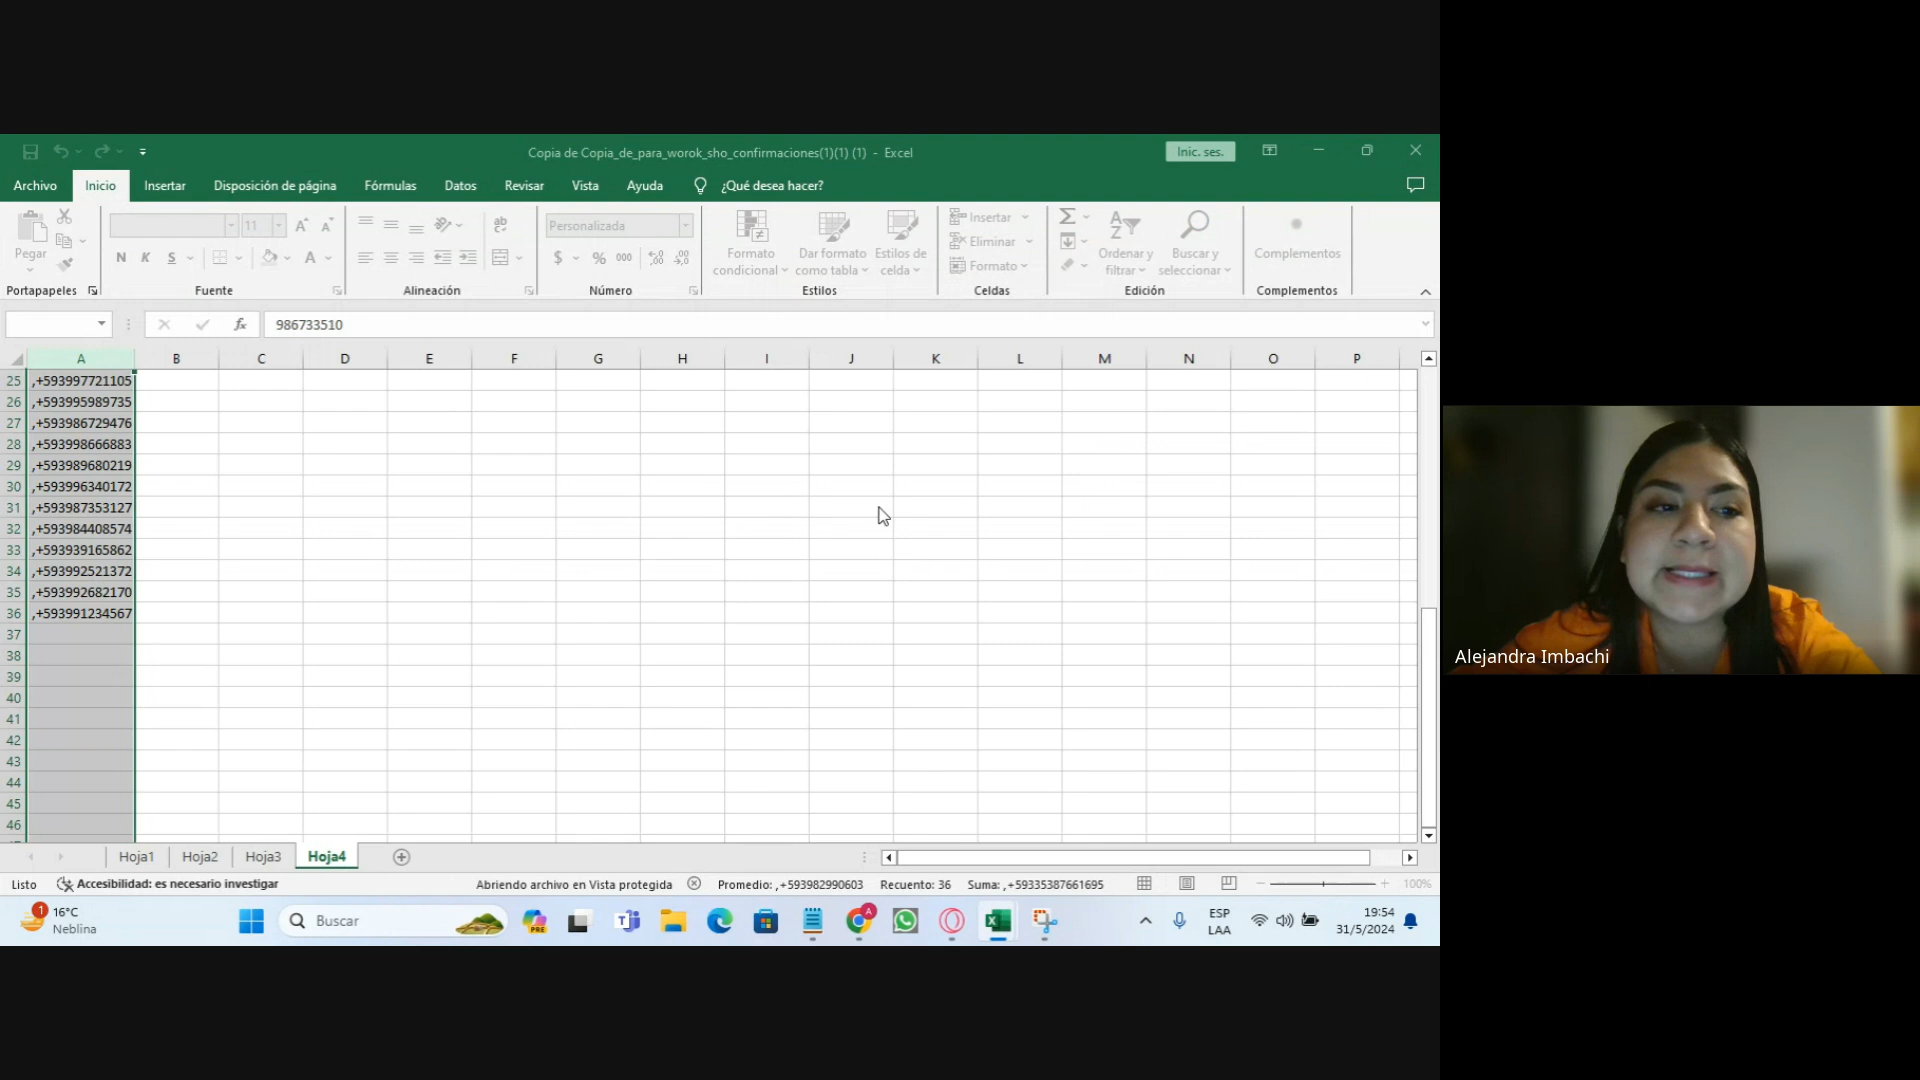 Copia de Copia_de_para_worok_sho_confirmaciones(1)(1) (1) - Excel
Inic. ses.
Archivo Inicio Insertar Disposición de página Fórmulas Datos Revisar Vista Ayuda ¿Qué desea hacer?
Pegar
11
N K S
ab
Personalizada
$ % 000
Formato condicional
Dar formato como tabla
Estilos de celda
Insertar
Eliminar
Formato
Ordenar y filtrar
Buscar y seleccionar
Complementos
Portapapeles Fuente Alineación Número Estilos Celdas Edición Complementos
fx 986733510
A B C D E F G H I J K L M N O P
25 ,+593997721105
26 ,+593995989735
27 ,+593986729476
28 ,+593998666883
29 ,+593989680219
30 ,+593996340172
31 ,+593987353127
32 ,+593984408574
33 ,+593939165862
34 ,+593992521372
35 ,+593992682170
36 ,+593991234567
37
38
39
40
41
42
43
44
45
46
Hoja1 Hoja2 Hoja3 Hoja4
Listo Accesibilidad: es necesario investigar Abriendo archivo en Vista protegida Promedio: ,+593982990603 Recuento: 36 Suma: ,+59335387661695 100%
1 16°C
Neblina
Buscar
PRE
A
ESP
LAA
19:54
31/5/2024
Alejandra Imbachi